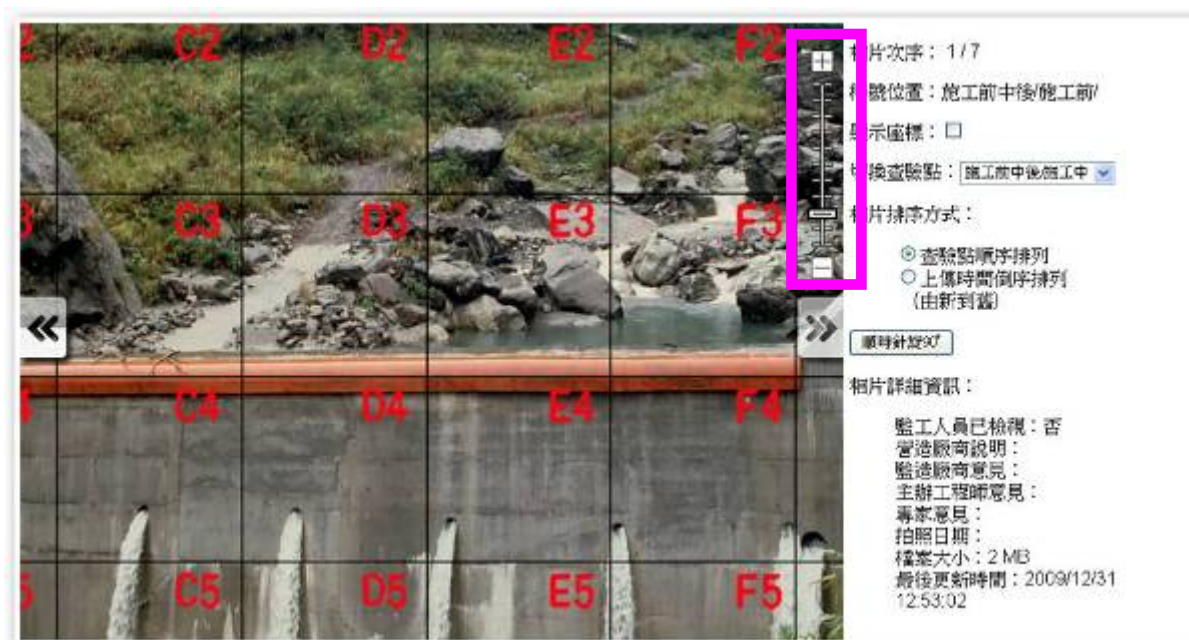 C2 D2 E2 F2
C3 D3 E3 F3
C4 D4 E4 F4
C5 D5 E5 F5
片次序：1/7
位置：施工前中後/施工前/
示座標：
換查驗點：施工前中後/施工中
片排序方式：
查驗點順序排列
上傳時間倒序排列
(由新到舊)
順時針旋90°
相片詳細資訊：
監工人員已檢視：否
營造廠商說明：
監造廠商意見：
主辦工程師意見：
專家意見：
拍照日期：
檔案大小：2 MB
最後更新時間：2009/12/31
12:53:02